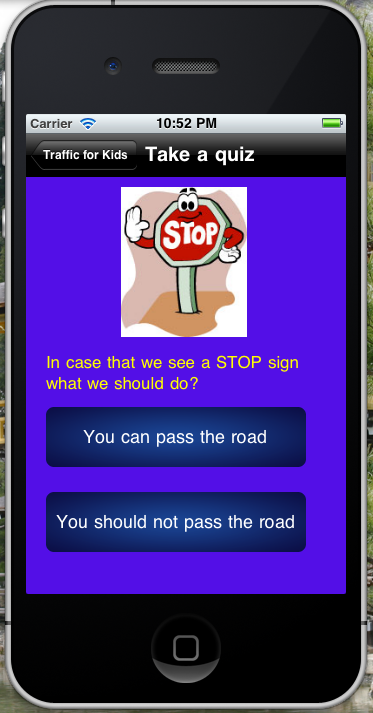 Carrier 10:52 PM
Traffic for Kids Take a quiz
STOP
In case that we see a STOP sign
what we should do?
You can pass the road
You should not pass the road